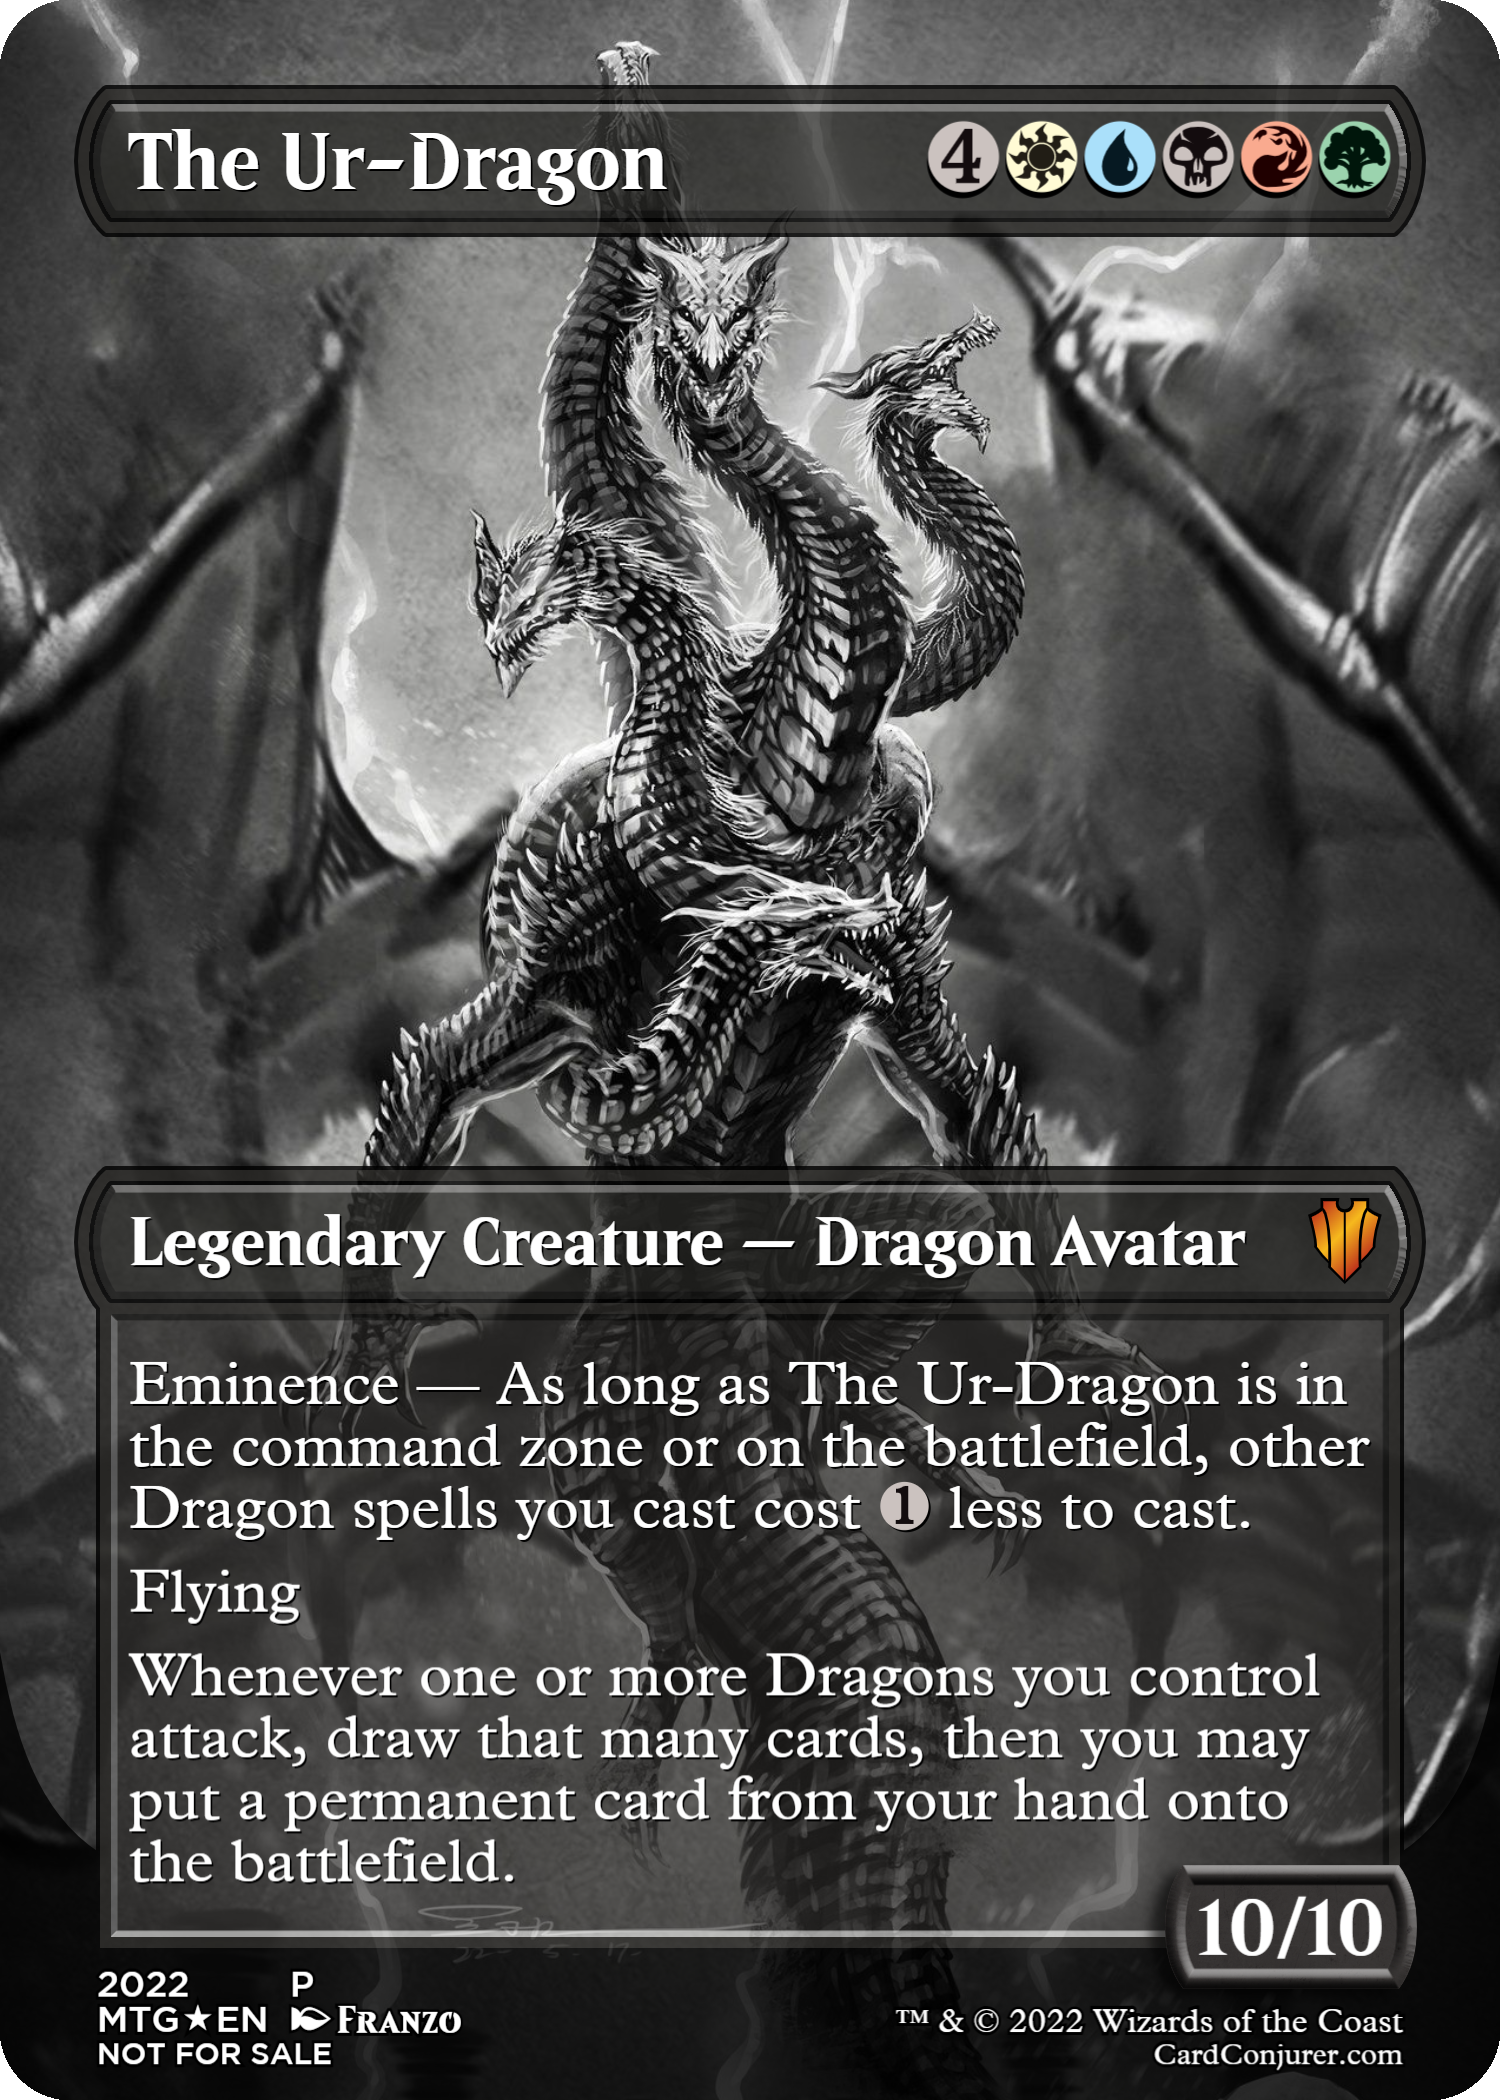 The Ur-Dragon 4
Legendary Creature — Dragon Avatar
Eminence — As long as The Ur-Dragon is in
the command zone or on the battlefield, other
Dragon spells you cast cost 1 less to cast.
Flying
Whenever one or more Dragons you control
attack, draw that many cards, then you may
put a permanent card from your hand onto
the battlefield.
10/10
2022 P
MTG★EN FRANZO
NOT FOR SALE
™ & © 2022 Wizards of the Coast
CardConjurer.com